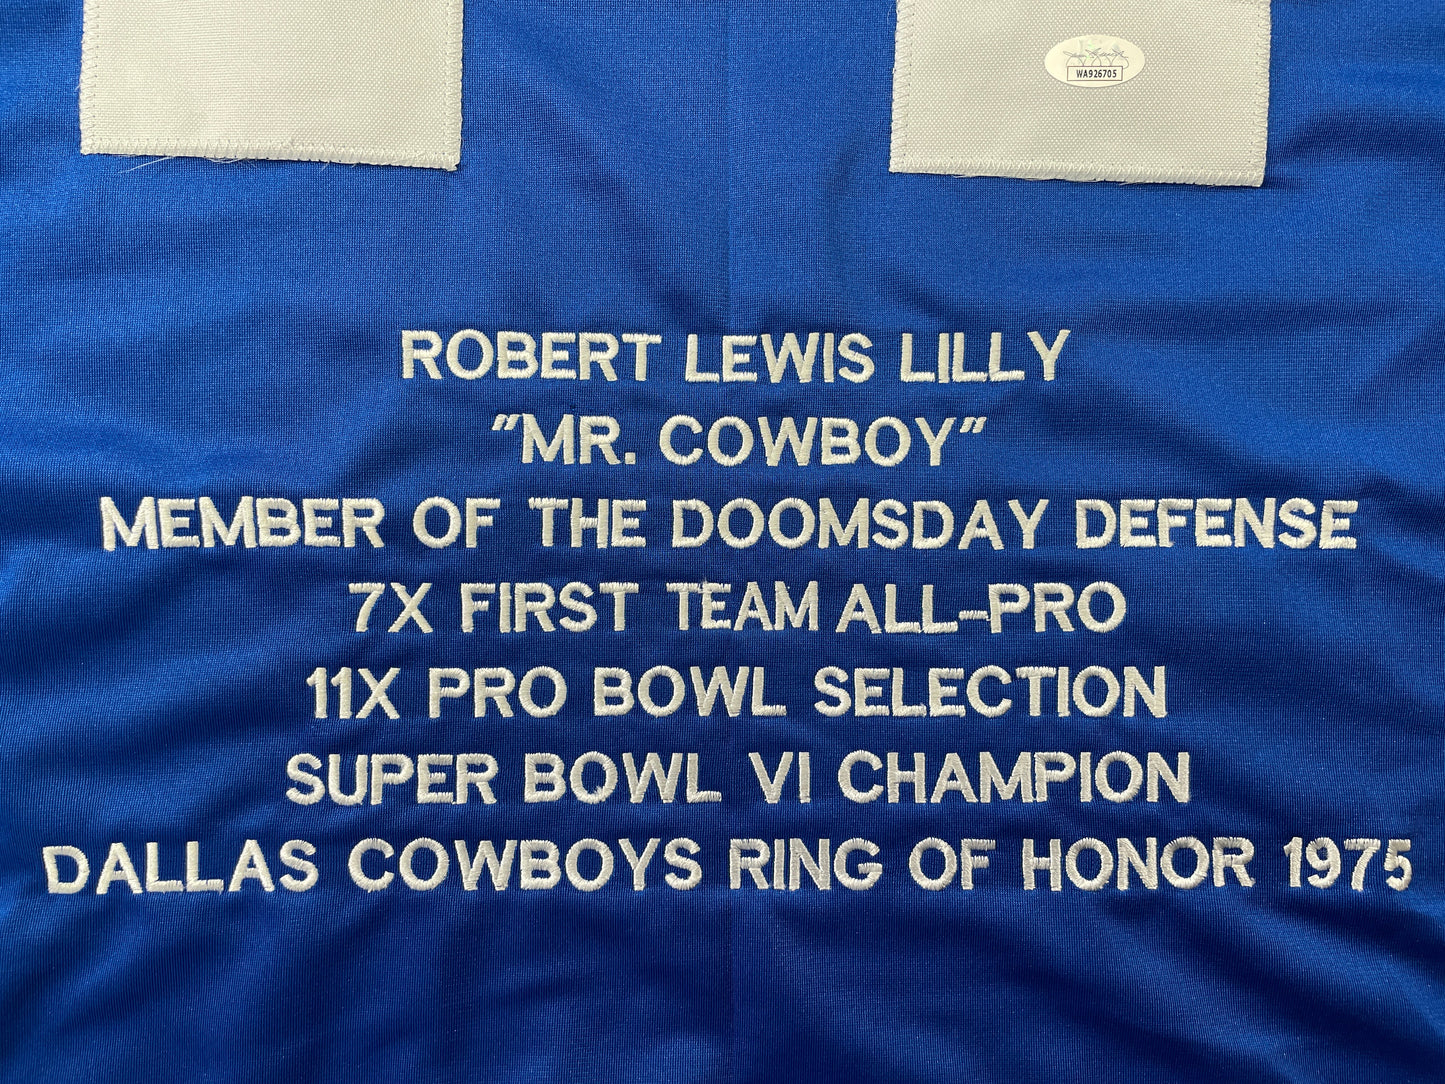 WA926705
ROBERT LEWIS LILLY
"MR. COWBOY"
MEMBER OF THE DOOMSDAY DEFENSE
7X FIRST TEAM ALL-PRO
11X PRO BOWL SELECTION
SUPER BOWL VI CHAMPION
DALLAS COWBOYS RING OF HONOR 1975